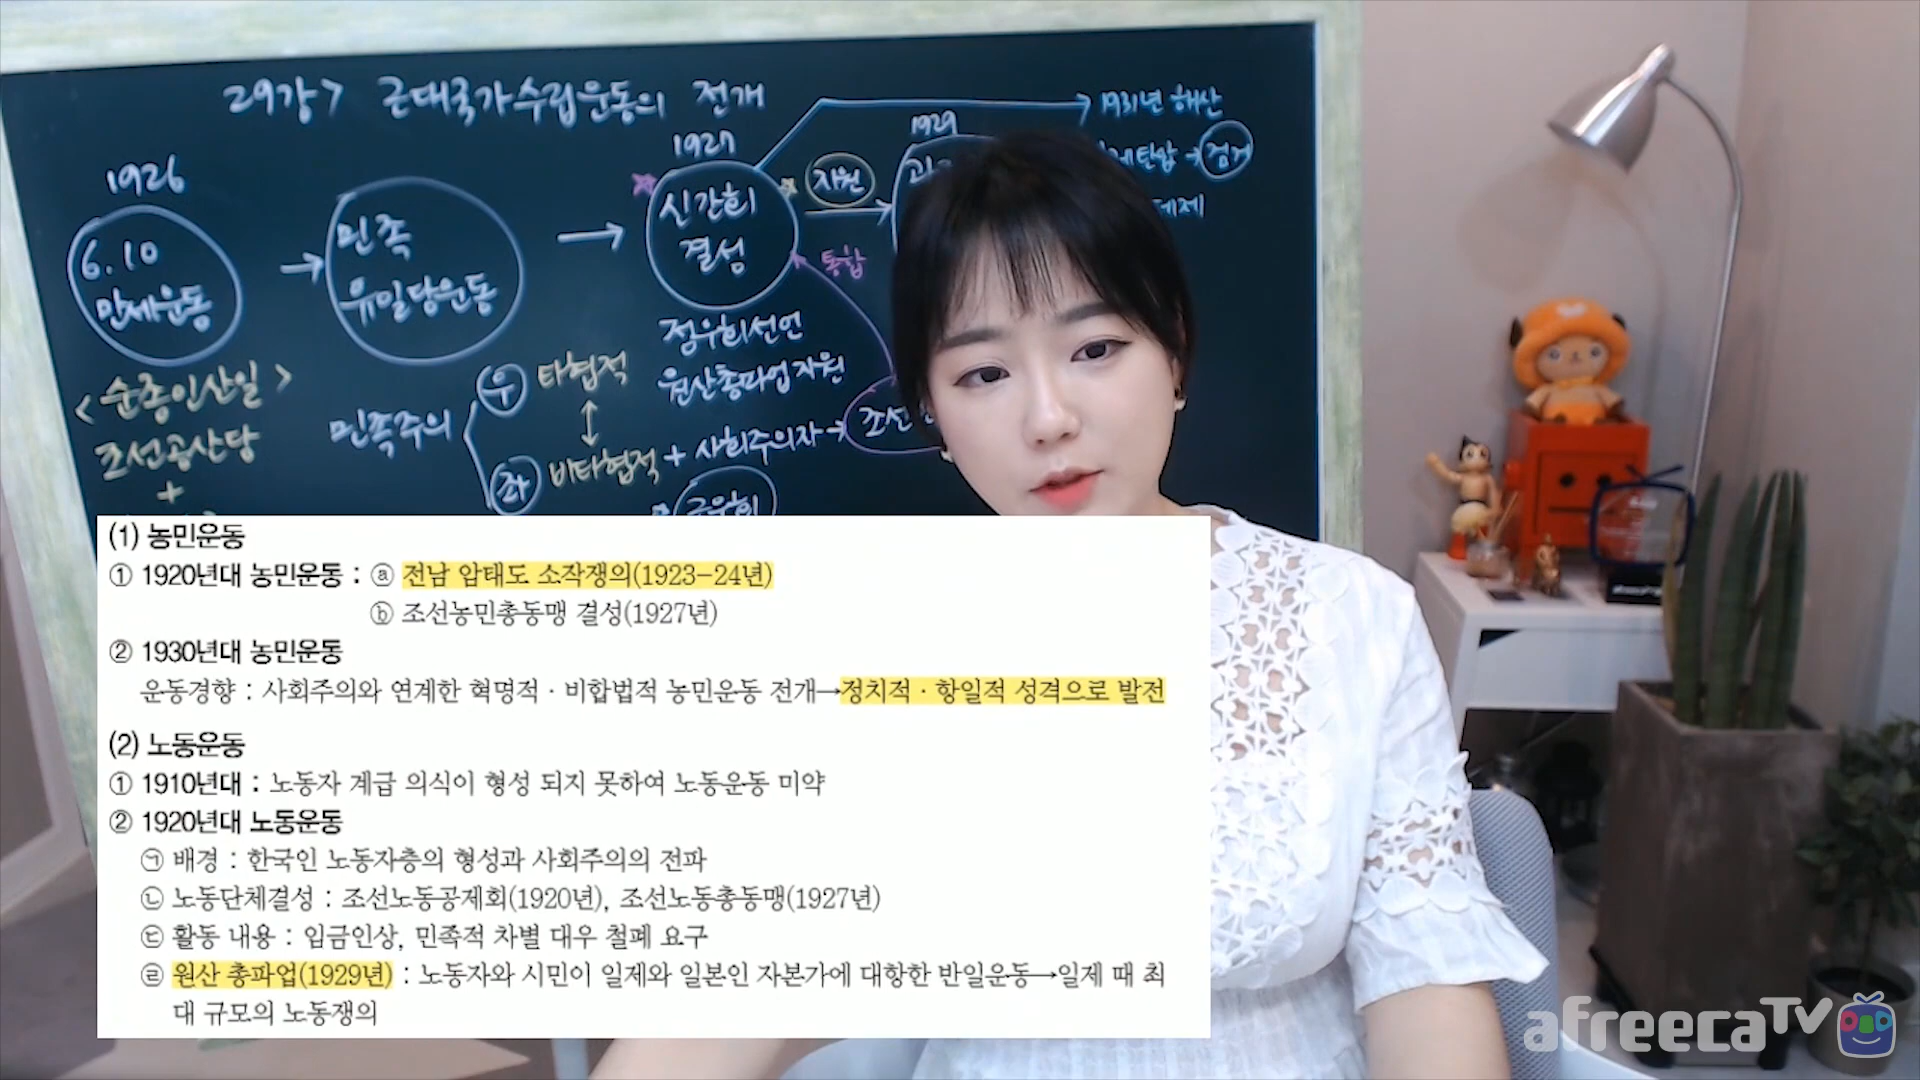 29강> 근대국가수립운동의 전개
1926
6.10
만세운동
<순종인산일>
조선공산당
+
민족
유일당운동
민족주의
우 타협적
좌 비타협적 + 사회주의자
1927
신간회
결성
정우회선언
원산총파업 지원
근우회
지원
통합
1929
조선
1931년 해산
탄압 → 검거
(1) 농민운동
① 1920년대 농민운동 : ⓐ 전남 암태도 소작쟁의(1923-24년)
ⓑ 조선농민총동맹 결성(1927년)
② 1930년대 농민운동
운동경향 : 사회주의와 연계한 혁명적 · 비합법적 농민운동 전개→정치적 · 항일적 성격으로 발전
(2) 노동운동
① 1910년대 : 노동자 계급 의식이 형성 되지 못하여 노동운동 미약
② 1920년대 노동운동
㉠ 배경 : 한국인 노동자층의 형성과 사회주의의 전파
㉡ 노동단체결성 : 조선노동공제회(1920년), 조선노동총동맹(1927년)
㉢ 활동 내용 : 임금인상, 민족적 차별 대우 철폐 요구
㉣ 원산 총파업(1929년) : 노동자와 시민이 일제와 일본인 자본가에 대항한 반일운동→일제 때 최
대 규모의 노동쟁의
afreecaTV